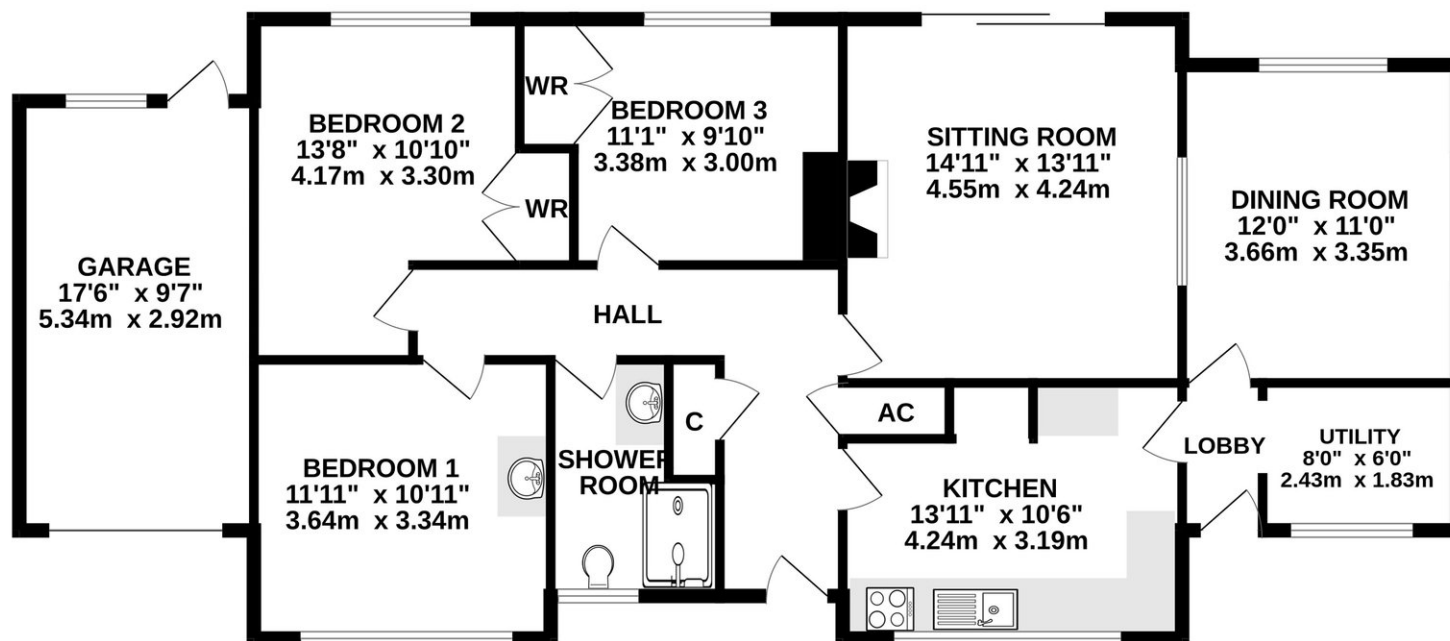 WR
BEDROOM 3
11'1" x 9'10"
3.38m x 3.00m
BEDROOM 2
13'8" x 10'10"
4.17m x 3.30m
SITTING ROOM
14'11" x 13'11"
4.55m x 4.24m
WR
DINING ROOM
12'0" x 11'0"
3.66m x 3.35m
GARAGE
17'6" x 9'7"
5.34m x 2.92m
HALL
C
AC
LOBBY
UTILITY
8'0" x 6'0"
2.43m x 1.83m
BEDROOM 1
11'11" x 10'11"
3.64m x 3.34m
SHOWER
ROOM
KITCHEN
13'11" x 10'6"
4.24m x 3.19m